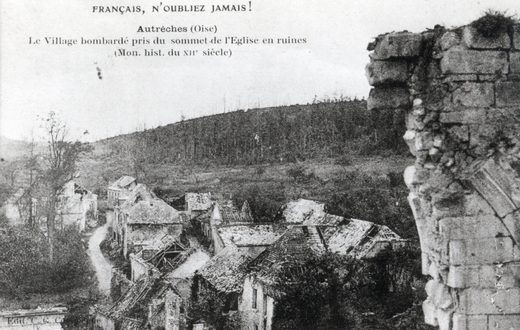 FRANÇAIS, N'OUBLIEZ JAMAIS!
Autrêches (Oise)
Le Village bombardé pris du sommet de l'Eglise en ruines
(Mon. hist. du XIIᵉ siècle)
Edit.